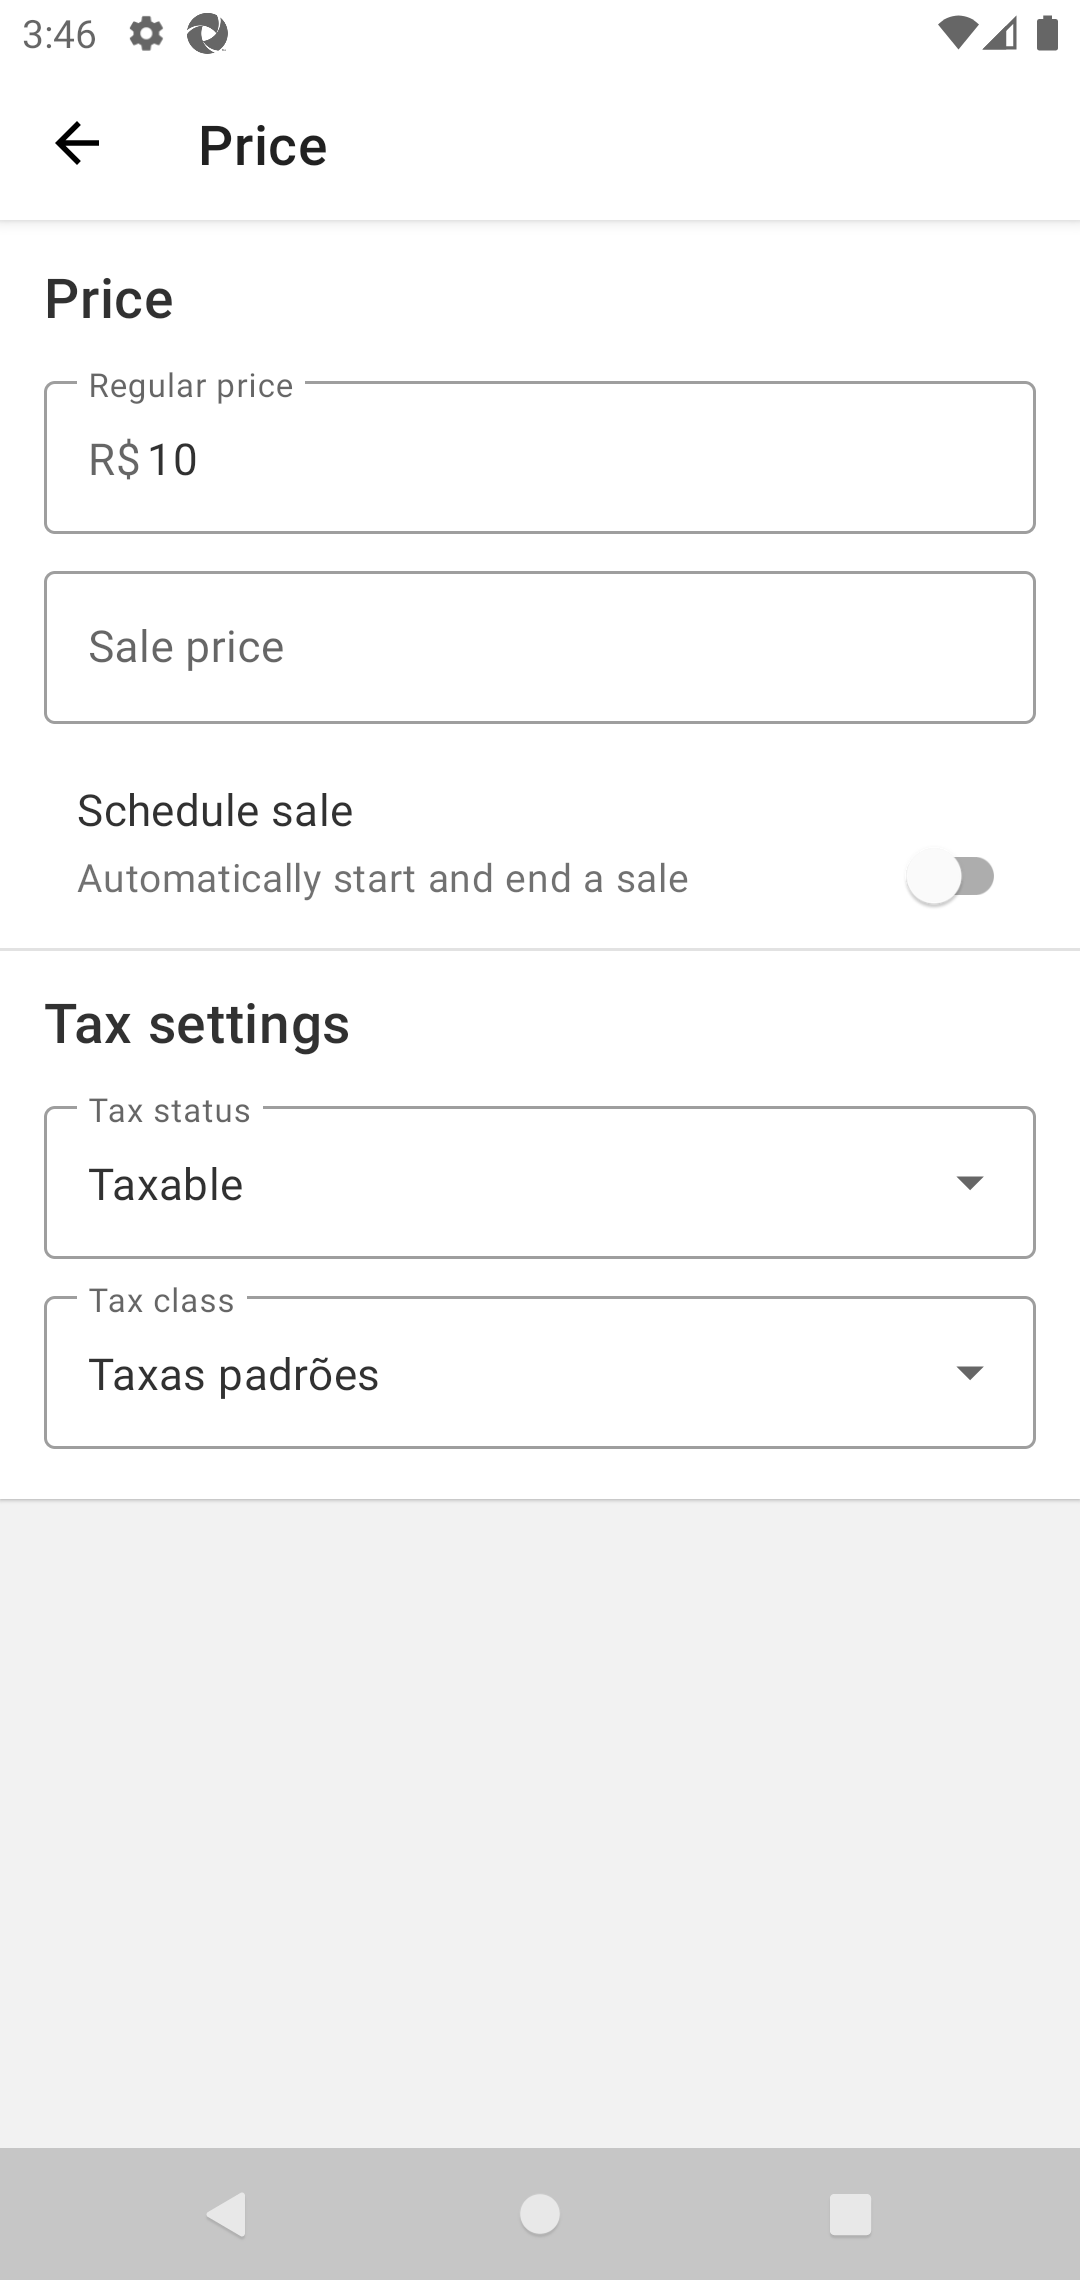 3:46
Price
Price
Regular price
R$ 10
Sale price
Schedule sale
Automatically start and end a sale
Tax settings
Tax status
Taxable
Tax class
Taxas padrões